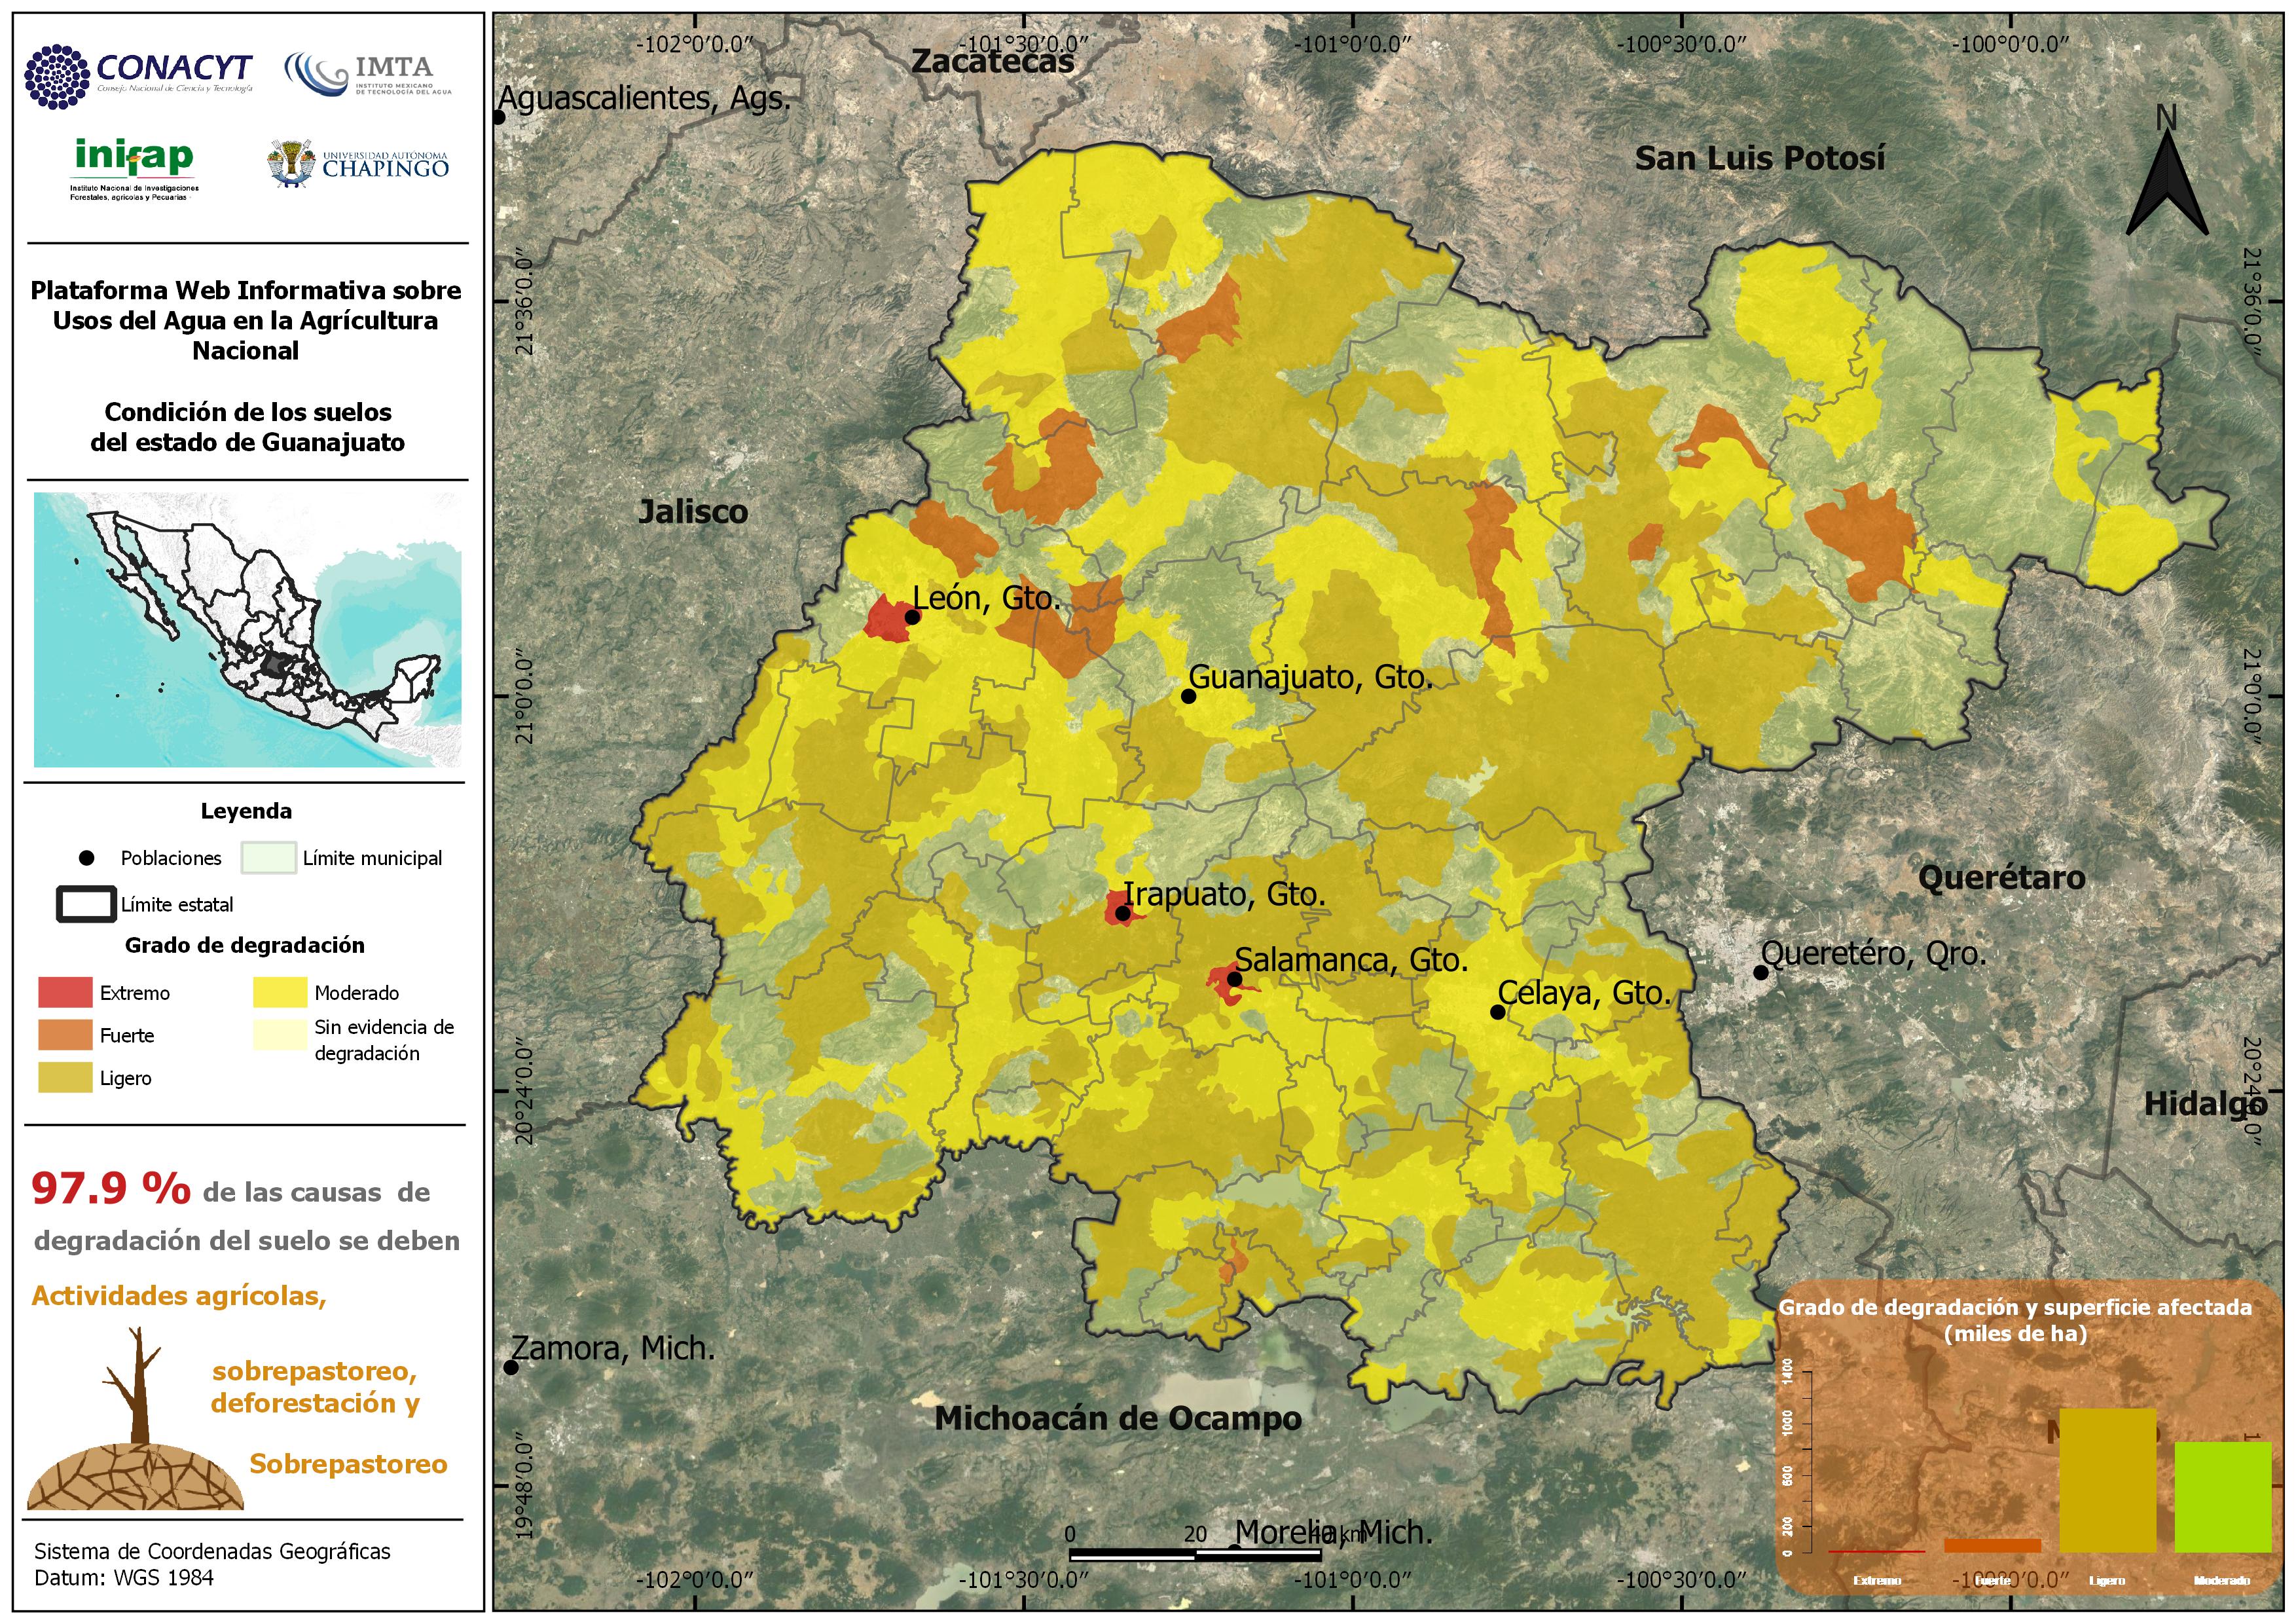 CONACYT
Consejo Nacional de Ciencia y Tecnología
IMTA
INSTITUTO MEXICANO
DE TECNOLOGÍA DEL AGUA
inifap
Instituto Nacional de Investigaciones
Forestales, agrícolas y Pecuarias
UNIVERSIDAD AUTÓNOMA
CHAPINGO
Plataforma Web Informativa sobre
Usos del Agua en la Agrícultura
Nacional
Condición de los suelos
del estado de Guanajuato
Leyenda
Poblaciones
Límite municipal
Límite estatal
Grado de degradación
Extremo
Moderado
Fuerte
Sin evidencia de
degradación
Ligero
97.9 % de las causas de
degradación del suelo se deben
Actividades agrícolas,
sobrepastoreo,
deforestación y
Sobrepastoreo
Sistema de Coordenadas Geográficas
Datum: WGS 1984
-102°0′0.0″
-101°30′0.0″
-101°0′0.0″
-100°30′0.0″
-100°0′0.0″
Zacatecas
Aguascalientes, Ags.
N
San Luis Potosí
21°36′0.0″
21°36′0.0″
Jalisco
León, Gto.
Guanajuato, Gto.
21°0′0.0″
21°0′0.0″
Irapuato, Gto.
Querétaro
Salamanca, Gto.
Queretéro, Qro.
Celaya, Gto.
20°24′0.0″
20°24′0.0″
Hidalgo
Zamora, Mich.
Michoacán de Ocampo
19°48′0.0″
Grado de degradación y superficie afectada
(miles de ha)
1400
1000
600
200
0
Extremo
Fuerte
Ligero
Moderado
0
20
40 km
Morelia, Mich.
-102°0′0.0″
-101°30′0.0″
-101°0′0.0″
-100°30′0.0″
-100°0′0.0″